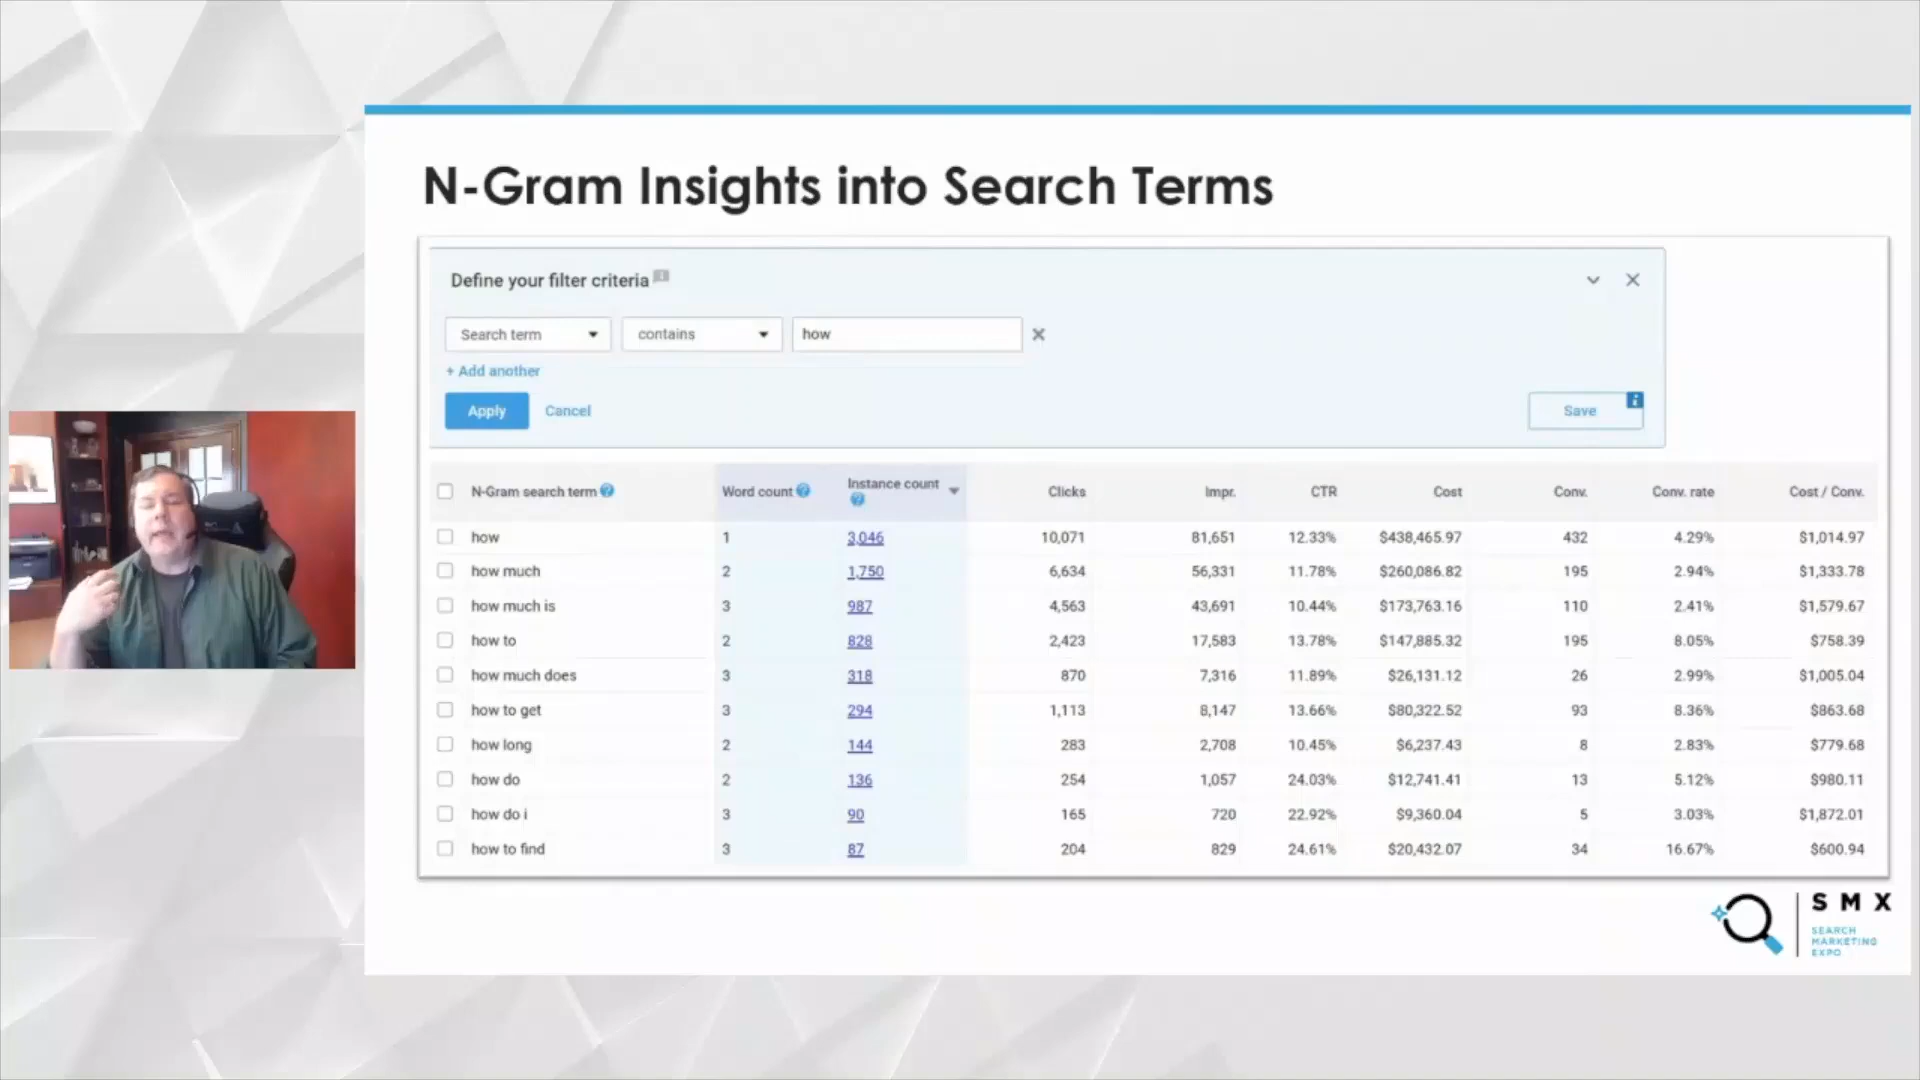 N-Gram Insights into Search Terms
Define your filter criteria
Search term contains how
+ Add another
Apply Cancel Save
N-Gram search term Word count Instance count Clicks Impr. CTR Cost Conv. Conv. rate Cost / Conv.
how 1 3,046 10,071 81,651 12.33% $438,465.97 432 4.29% $1,014.97
how much 2 1,750 6,634 56,331 11.78% $260,086.82 195 2.94% $1,333.78
how much is 3 987 4,563 43,691 10.44% $173,763.16 110 2.41% $1,579.67
how to 2 828 2,423 17,583 13.78% $147,885.32 195 8.05% $758.39
how much does 3 318 870 7,316 11.89% $26,131.12 26 2.99% $1,005.04
how to get 3 294 1,113 8,147 13.66% $80,322.52 93 8.36% $863.68
how long 2 144 283 2,708 10.45% $6,237.43 8 2.83% $779.68
how do 2 136 254 1,057 24.03% $12,741.41 13 5.12% $980.11
how do i 3 90 165 720 22.92% $9,360.04 5 3.03% $1,872.01
how to find 3 87 204 829 24.61% $20,432.07 34 16.67% $600.94
SMX
SEARCH
MARKETING
EXPO